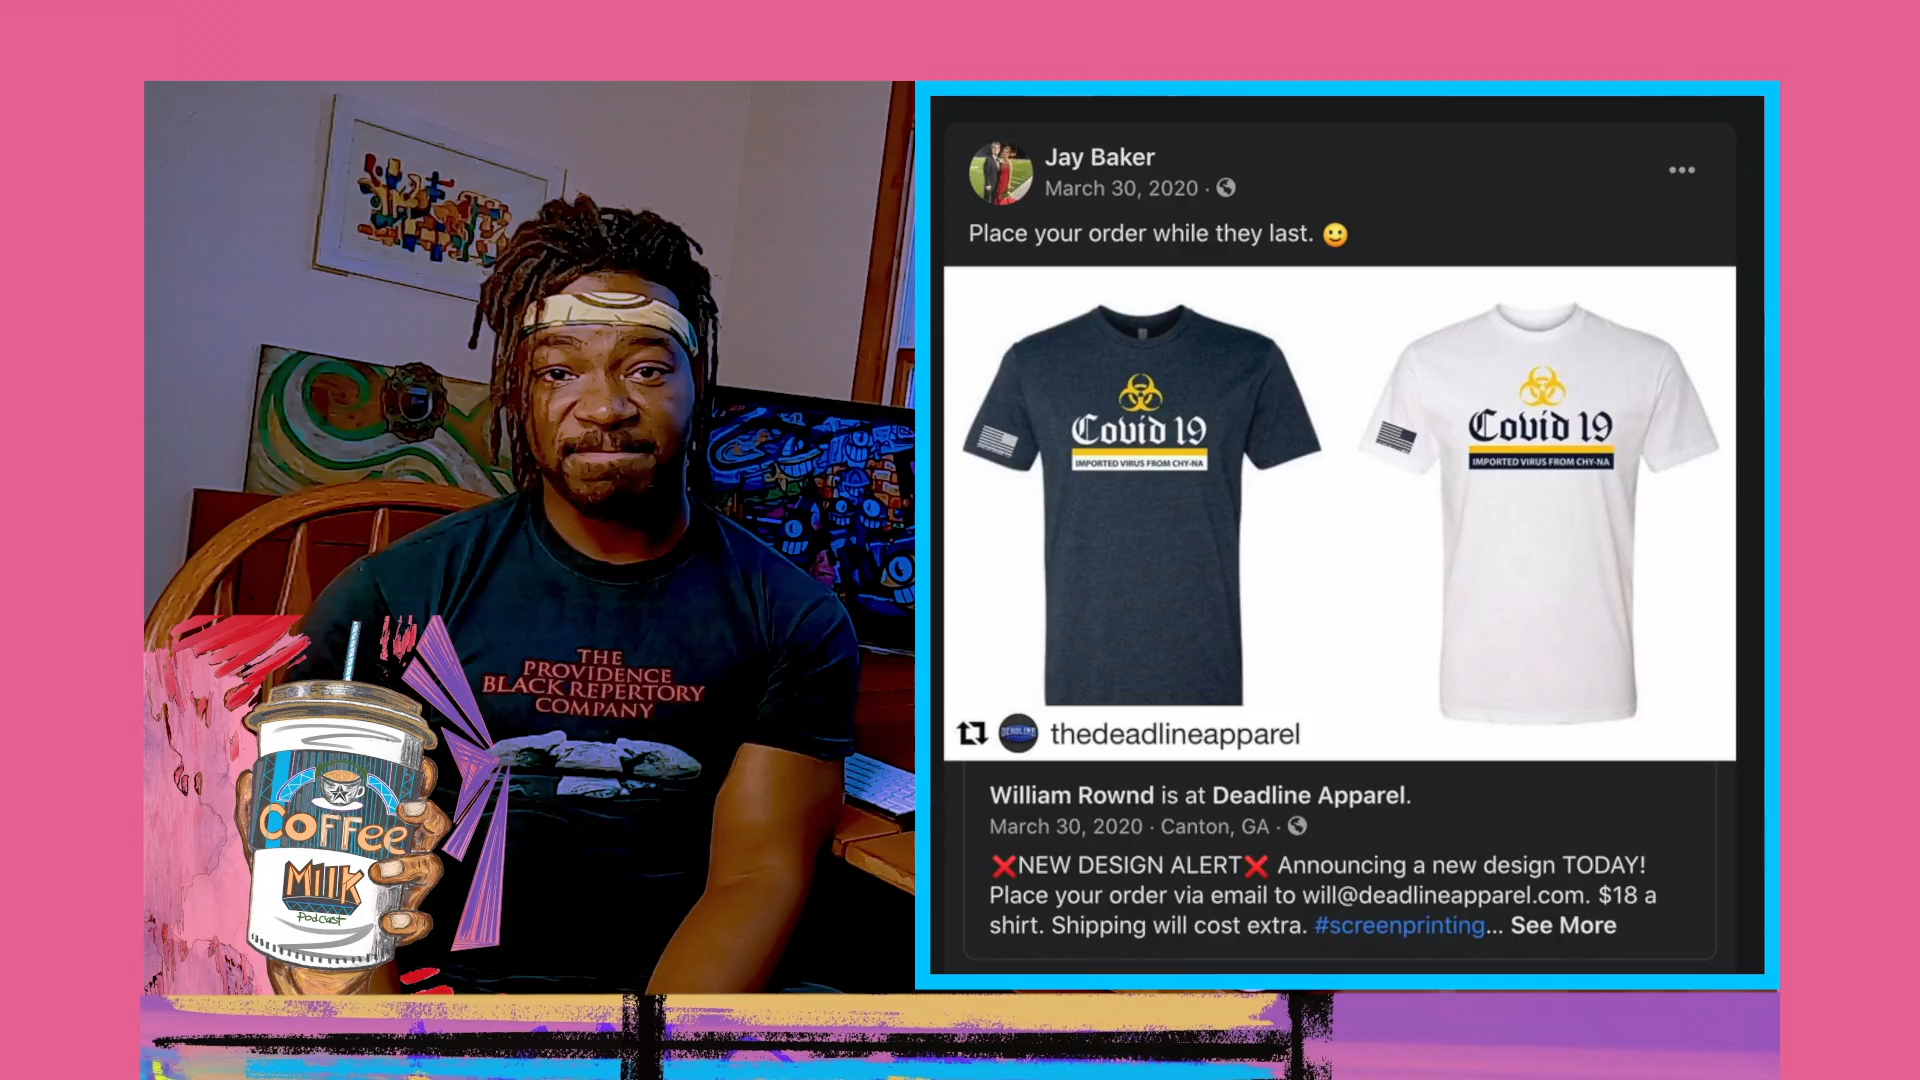 THE
PROVIDENCE
BLACK REPERTORY
COMPANY
COFFee
MIlk
Podcast
Jay Baker
March 30, 2020 ·
Place your order while they last. 🙂
Covid 19
IMPORTED VIRUS FROM CHY-NA
Covid 19
IMPORTED VIRUS FROM CHY-NA
DEADLINE
thedeadlineapparel
William Rownd is at Deadline Apparel.
March 30, 2020 · Canton, GA ·
❌NEW DESIGN ALERT❌ Announcing a new design TODAY!
Place your order via email to will@deadlineapparel.com. $18 a
shirt. Shipping will cost extra. #screenprinting... See More